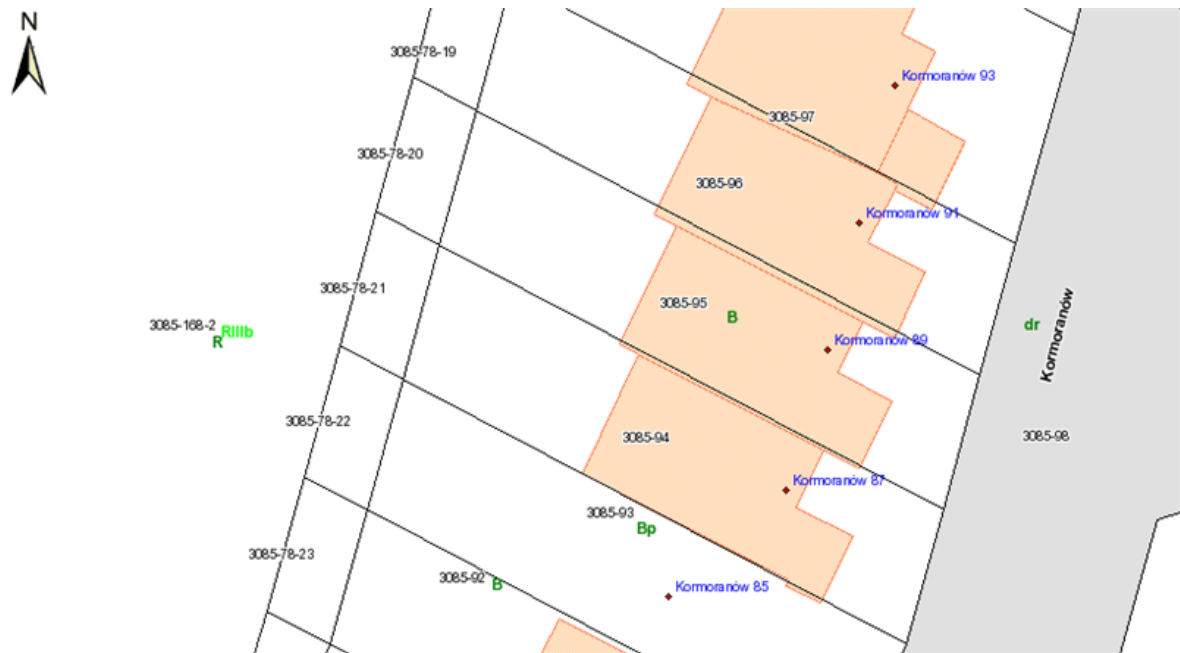 N
3085-78-19
Kormoranów 93
3085-97
3085-78-20
3085-96
Kormoranów 91
3085-78-21
3085-95
B
3085-168-2
RIIIb
R
Kormoranów 89
dr
Kormoranów
3085-78-22
3085-94
3085-98
Kormoranów 87
3085-93
Bp
3085-78-23
3085-92
B
Kormoranów 85